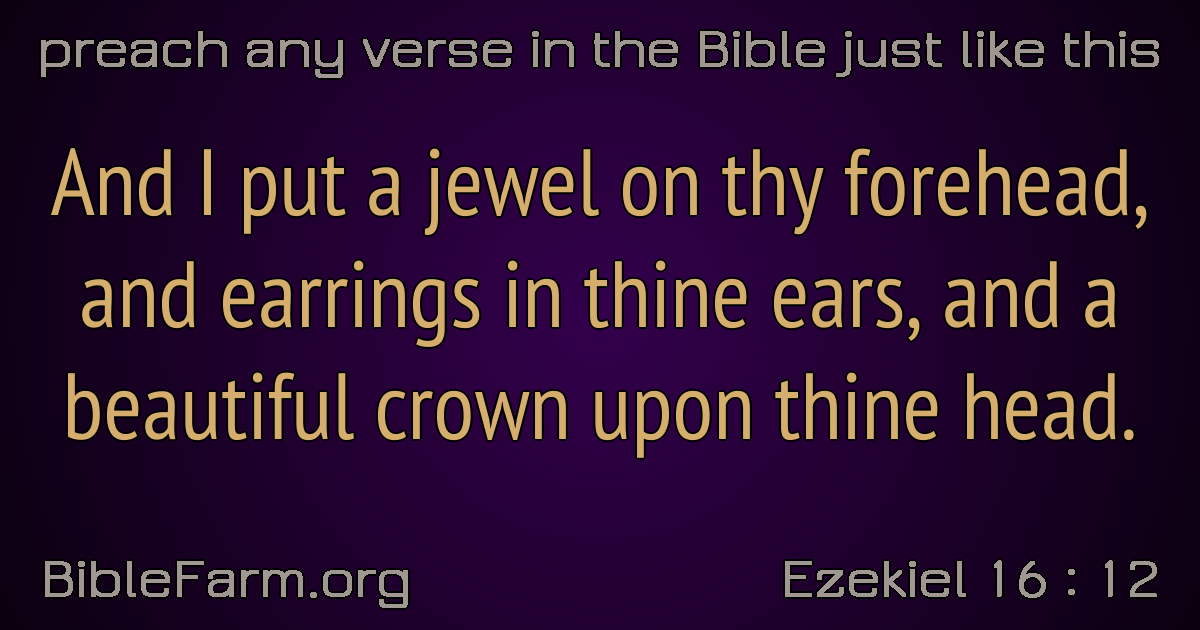 preach any verse in the Bible just like this
And I put a jewel on thy forehead,
and earrings in thine ears, and a
beautiful crown upon thine head.
BibleFarm.org
Ezekiel 16 : 12